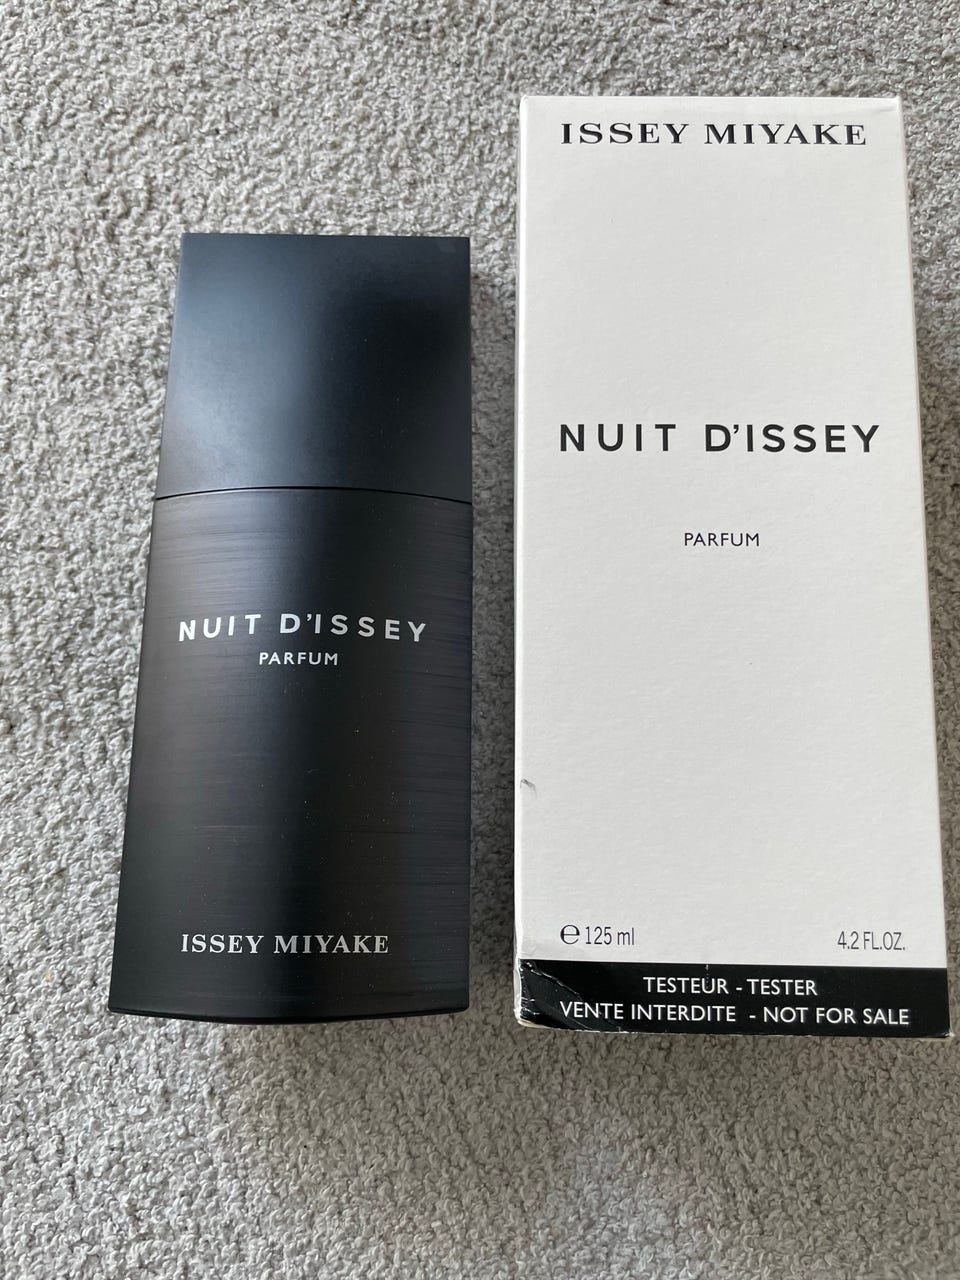 NUIT D'ISSEY
PARFUM
ISSEY MIYAKE
ISSEY MIYAKE
NUIT D'ISSEY
PARFUM
℮ 125 ml 4.2 FL.OZ.
TESTEUR - TESTER
VENTE INTERDITE - NOT FOR SALE